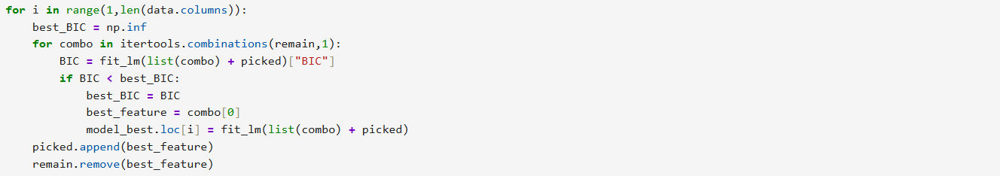 for i in range(1,len(data.columns)):
    best_BIC = np.inf
    for combo in itertools.combinations(remain,1):
        BIC = fit_lm(list(combo) + picked)["BIC"]
        if BIC < best_BIC:
            best_BIC = BIC
            best_feature = combo[0]
            model_best.loc[i] = fit_lm(list(combo) + picked)
    picked.append(best_feature)
    remain.remove(best_feature)